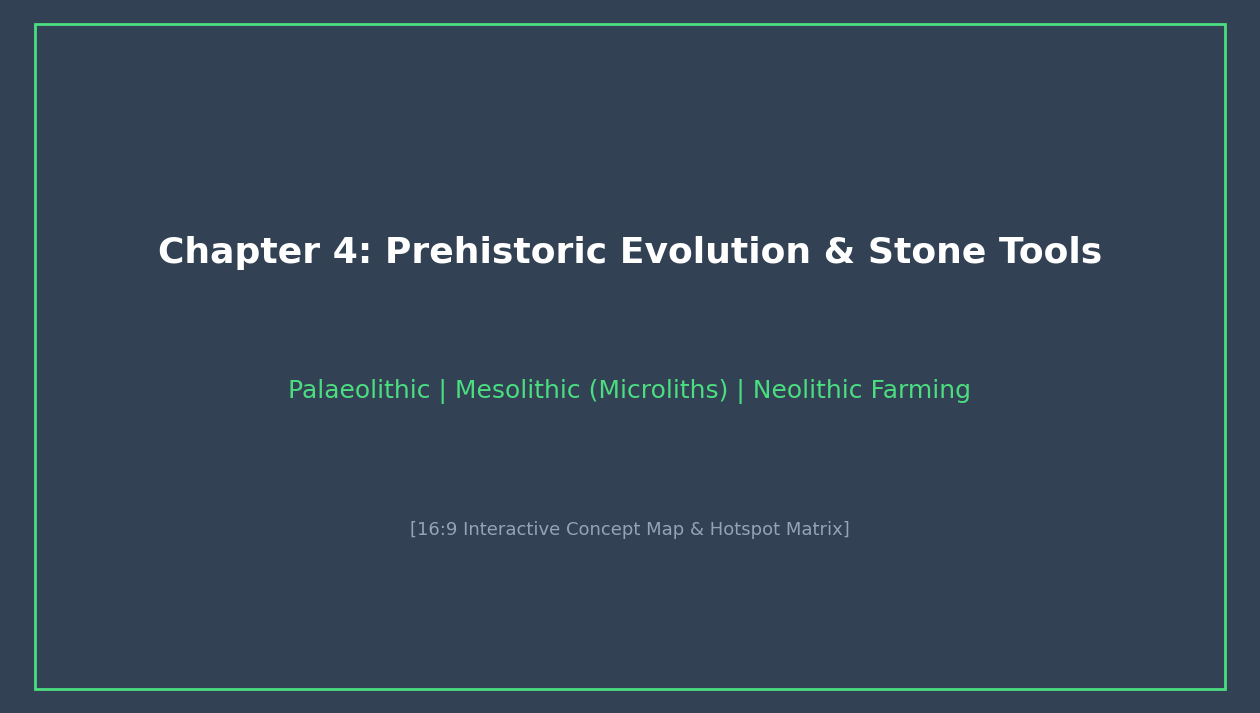 Chapter 4: Prehistoric Evolution & Stone Tools
Palaeolithic | Mesolithic (Microliths) | Neolithic Farming
[16:9 Interactive Concept Map & Hotspot Matrix]